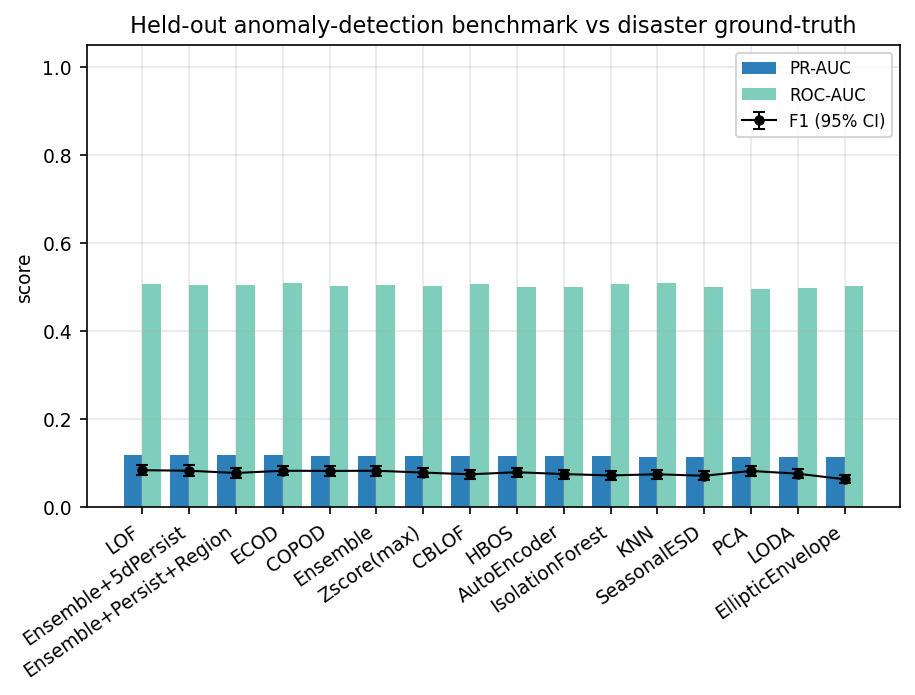 Held-out anomaly-detection benchmark vs disaster ground-truth
PR-AUC
ROC-AUC
F1 (95% CI)
score
1.0
0.8
0.6
0.4
0.2
0.0
LOF
Ensemble+5dPersist
Ensemble+Persist+Region
ECOD
COPOD
Ensemble
Zscore(max)
CBLOF
HBOS
AutoEncoder
IsolationForest
KNN
SeasonalESD
PCA
LODA
EllipticEnvelope